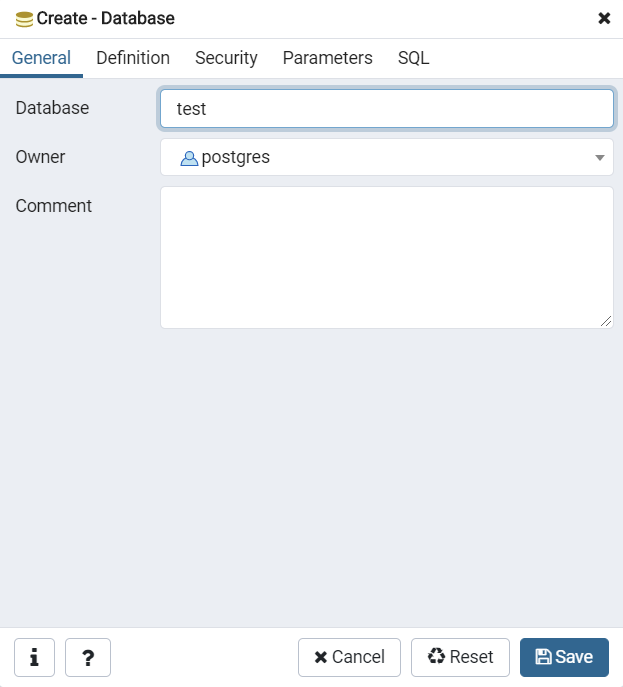 Create - Database
General Definition Security Parameters SQL
Database test
Owner postgres
Comment
i ? Cancel Reset Save